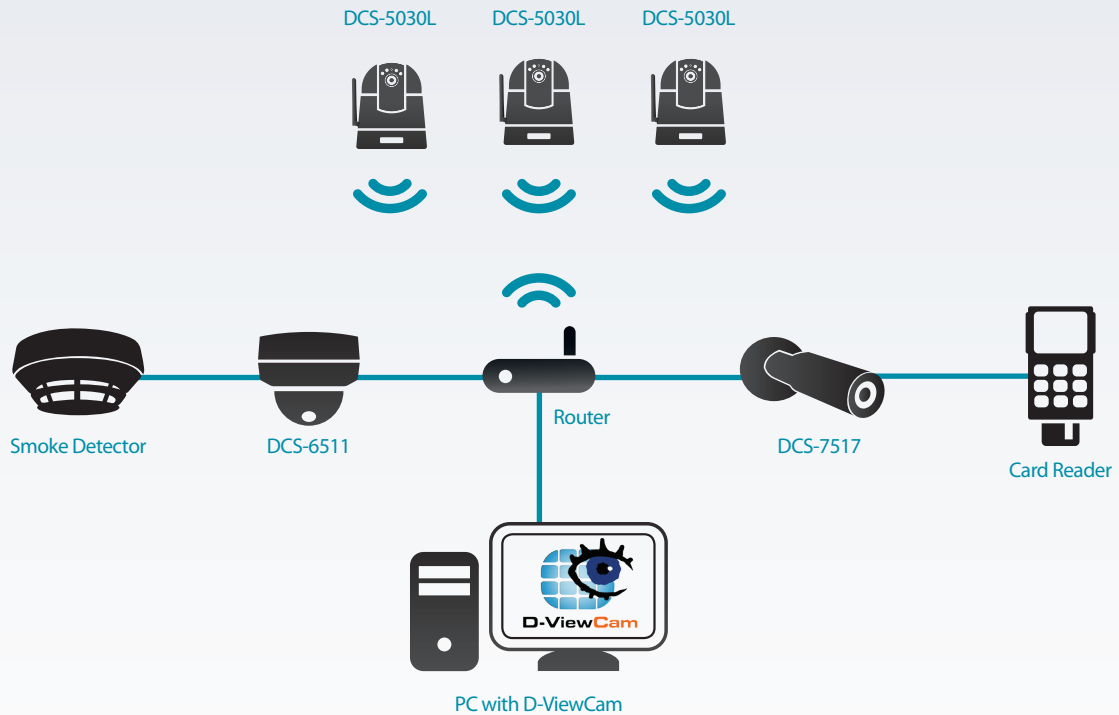 DCS-5030L
DCS-5030L
DCS-5030L
Smoke Detector
DCS-6511
Router
DCS-7517
Card Reader
D-ViewCam
PC with D-ViewCam